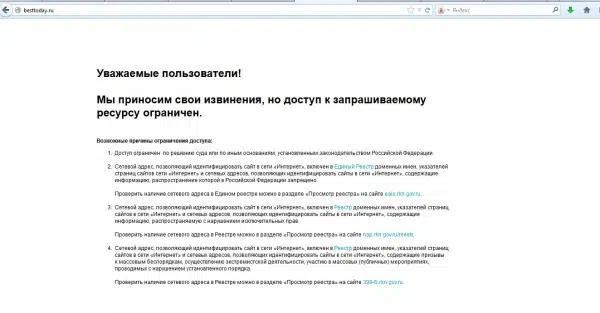 besttoday.ru
Яндекс
Уважаемые пользователи!
Мы приносим свои извинения, но доступ к запрашиваемому
ресурсу ограничен.
Возможные причины ограничения доступа:
1. Доступ ограничен по решению суда или по иным основаниям, установленным законодательством Российской Федерации.
2. Сетевой адрес, позволяющий идентифицировать сайт в сети «Интернет», включен в Единый Реестр доменных имен, указателей
страниц сайтов сети «Интернет» и сетевых адресов, позволяющих идентифицировать сайты в сети «Интернет», содержащие
информацию, распространение которой в Российской Федерации запрещено.
Проверить наличие сетевого адреса в Едином реестре можно в разделе «Просмотр реестра» на сайте eais.rkn.gov.ru.
3. Сетевой адрес, позволяющий идентифицировать сайт в сети «Интернет», включен в Реестр доменных имен, указателей страниц
сайтов в сети «Интернет» и сетевых адресов, позволяющих идентифицировать сайты в сети «Интернет», содержащие
информацию, распространяемую с нарушением исключительных прав.
Проверить наличие сетевого адреса в Реестре можно в разделе «Просмотр реестра» на сайте nap.rkn.gov.ru/reestr.
4. Сетевой адрес, позволяющий идентифицировать сайт в сети «Интернет», включен в Реестр доменных имен, указателей страниц
сайтов в сети «Интернет» и сетевых адресов, позволяющих идентифицировать сайты в сети «Интернет», содержащие призывы
к массовым беспорядкам, осуществлению экстремистской деятельности, участию в массовых (публичных) мероприятиях,
проводимых с нарушением установленного порядка.
Проверить наличие сетевого адреса в Реестре можно в разделе «Просмотр реестра» на сайте 398-fz.rkn.gov.ru.